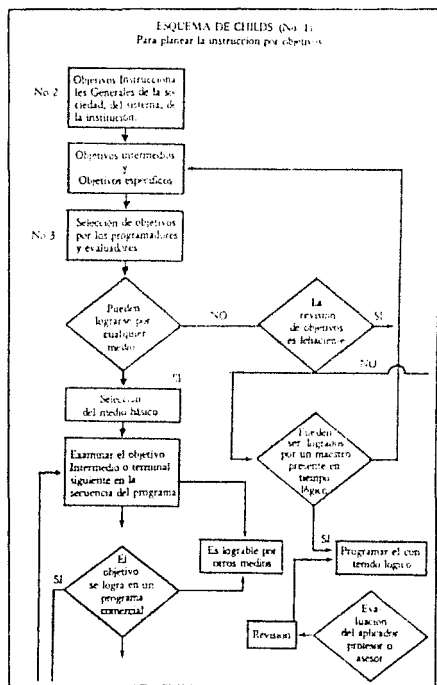 ESQUEMA DE CHILDS (No. 1)
Para planear la instrucción por objetivos
No 2
Objetivos Instrucciona
les Generales de la so
ciedad, del sistema, de
la institución.
Objetivos intermedios
y
Objetivos específicos
No 3
Selección de objetivos
por los programadores
y evaluadores
Pueden
lograrse por
cualquier
medio
NO
La
revisión
de objetivos
es fehaciente
SI
NO
SI
Selección
del medio básico
Examinar el objetivo
Intermedio o terminal
siguiente en la
secuencia del programa
Pueden
ser logrados
por un maestro
presente en
tiempo
lógico
SI
Es lograble por
otros medios
Programar el con
tenido lógico
SI
El
objetivo
se logra en un
programa
comercial
Revisión
Eva-
luación
del aplicador
profesor o
asesor